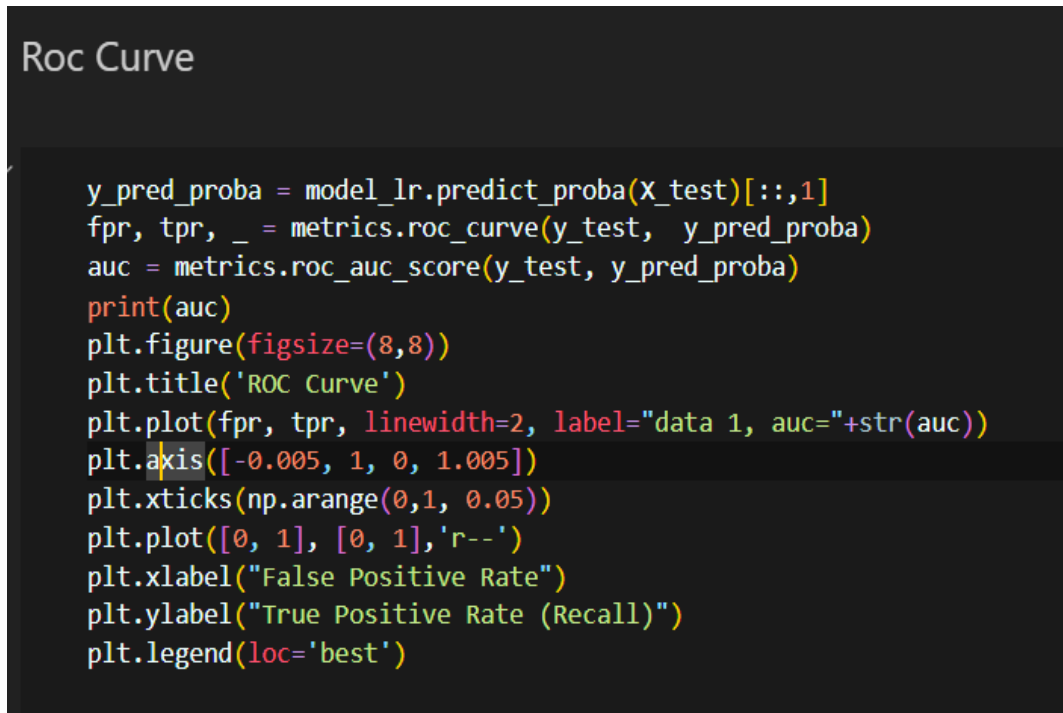 Roc Curve
y_pred_proba = model_lr.predict_proba(X_test)[::,1]
fpr, tpr, _ = metrics.roc_curve(y_test,  y_pred_proba)
auc = metrics.roc_auc_score(y_test, y_pred_proba)
print(auc)
plt.figure(figsize=(8,8))
plt.title('ROC Curve')
plt.plot(fpr, tpr, linewidth=2, label="data 1, auc="+str(auc))
plt.axis([-0.005, 1, 0, 1.005])
plt.xticks(np.arange(0,1, 0.05))
plt.plot([0, 1], [0, 1],'r--')
plt.xlabel("False Positive Rate")
plt.ylabel("True Positive Rate (Recall)")
plt.legend(loc='best')